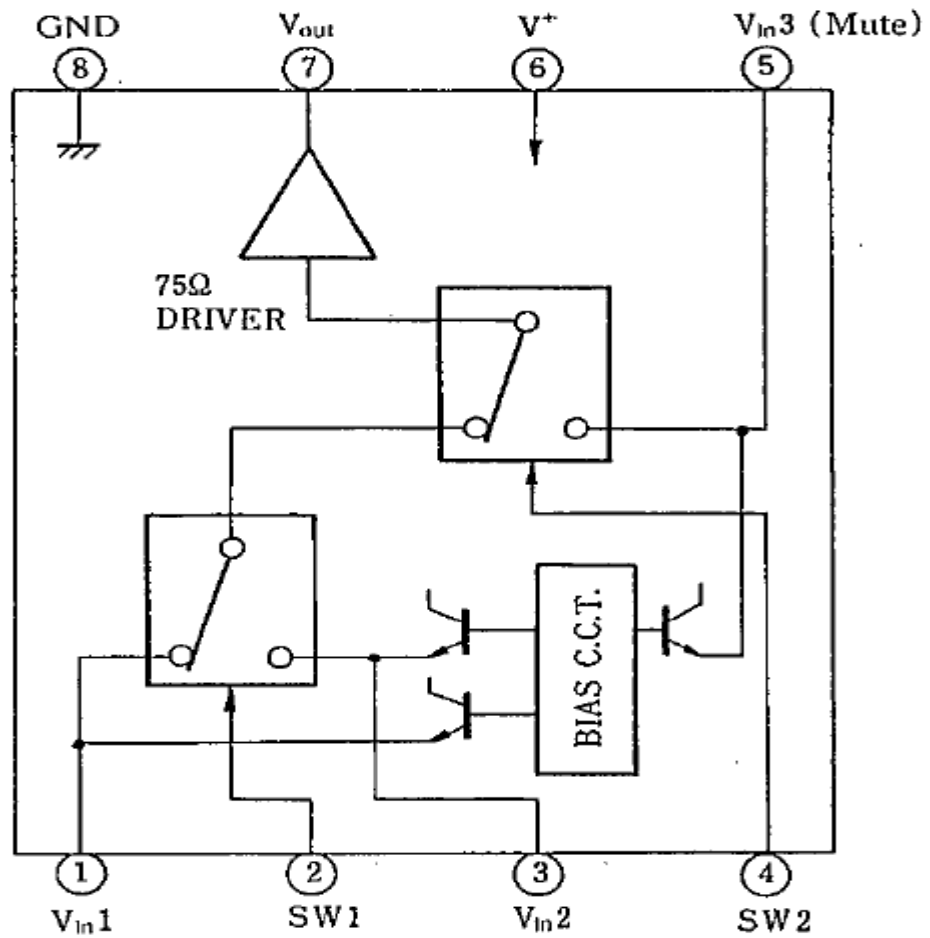 GND
Vout
V+
VIn3 (Mute)
8
7
6
5
75Ω
DRIVER
BIAS C.C.T.
1
2
3
4
VIn1
SW1
VIn2
SW2